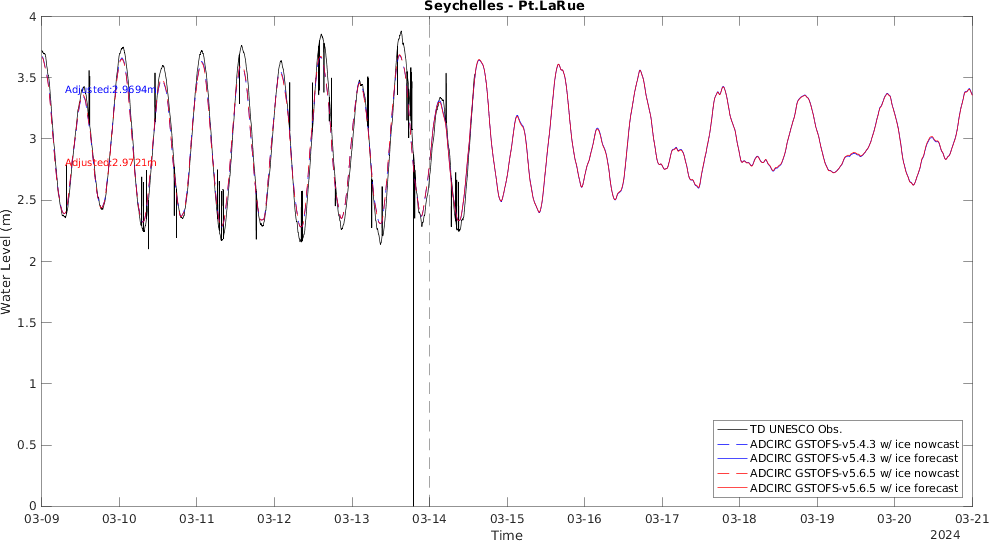 Seychelles - Pt.LaRue
Water Level (m)
4
3.5
3
2.5
2
1.5
1
0.5
0
Adjusted:2.9694m
Adjusted:2.9721m
TD UNESCO Obs.
ADCIRC GSTOFS-v5.4.3 w/ ice nowcast
ADCIRC GSTOFS-v5.4.3 w/ ice forecast
ADCIRC GSTOFS-v5.6.5 w/ ice nowcast
ADCIRC GSTOFS-v5.6.5 w/ ice forecast
03-09 03-10 03-11 03-12 03-13 03-14 03-15 03-16 03-17 03-18 03-19 03-20 03-21
Time
2024